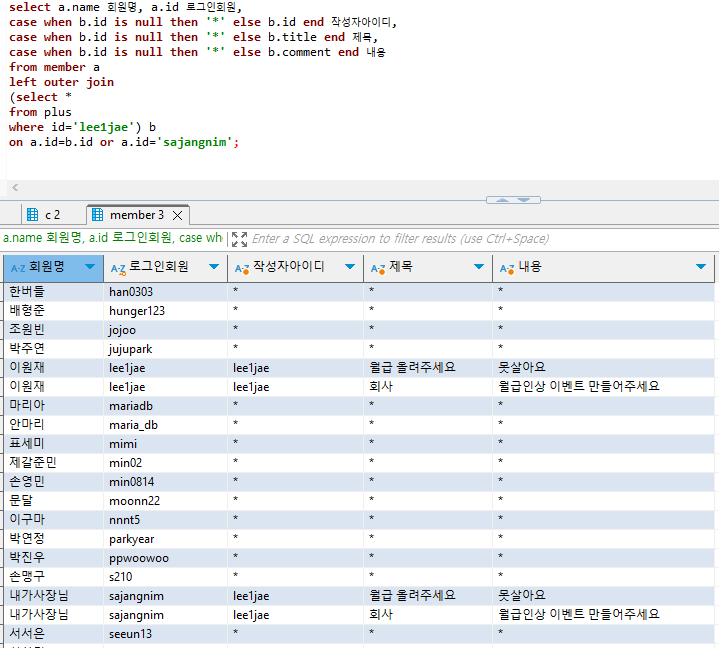 select a.name 회원명, a.id 로그인회원,
case when b.id is null then '*' else b.id end 작성자아이디,
case when b.id is null then '*' else b.title end 제목,
case when b.id is null then '*' else b.comment end 내용
from member a
left outer join
(select *
from plus
where id='lee1jae') b
on a.id=b.id or a.id='sajangnim';
c 2 member 3
a.name 회원명, a.id 로그인회원, case whe Enter a SQL expression to filter results (use Ctrl+Space)
A-Z 회원명 A-Z 로그인회원 A-Z 작성자아이디 A-Z 제목 A-Z 내용
한버들 han0303 * * *
배형준 hunger123 * * *
조원빈 jojoo * * *
박주연 jujupark * * *
이원재 lee1jae lee1jae 월급 올려주세요 못살아요
이원재 lee1jae lee1jae 회사 월급인상 이벤트 만들어주세요
마리아 mariadb * * *
안마리 maria_db * * *
표세미 mimi * * *
제갈준민 min02 * * *
손영민 min0814 * * *
문달 moonn22 * * *
이구마 nnnt5 * * *
박연정 parkyear * * *
박진우 ppwoowoo * * *
손맹구 s210 * * *
내가사장님 sajangnim lee1jae 월급 올려주세요 못살아요
내가사장님 sajangnim lee1jae 회사 월급인상 이벤트 만들어주세요
서서은 seeun13 * * *